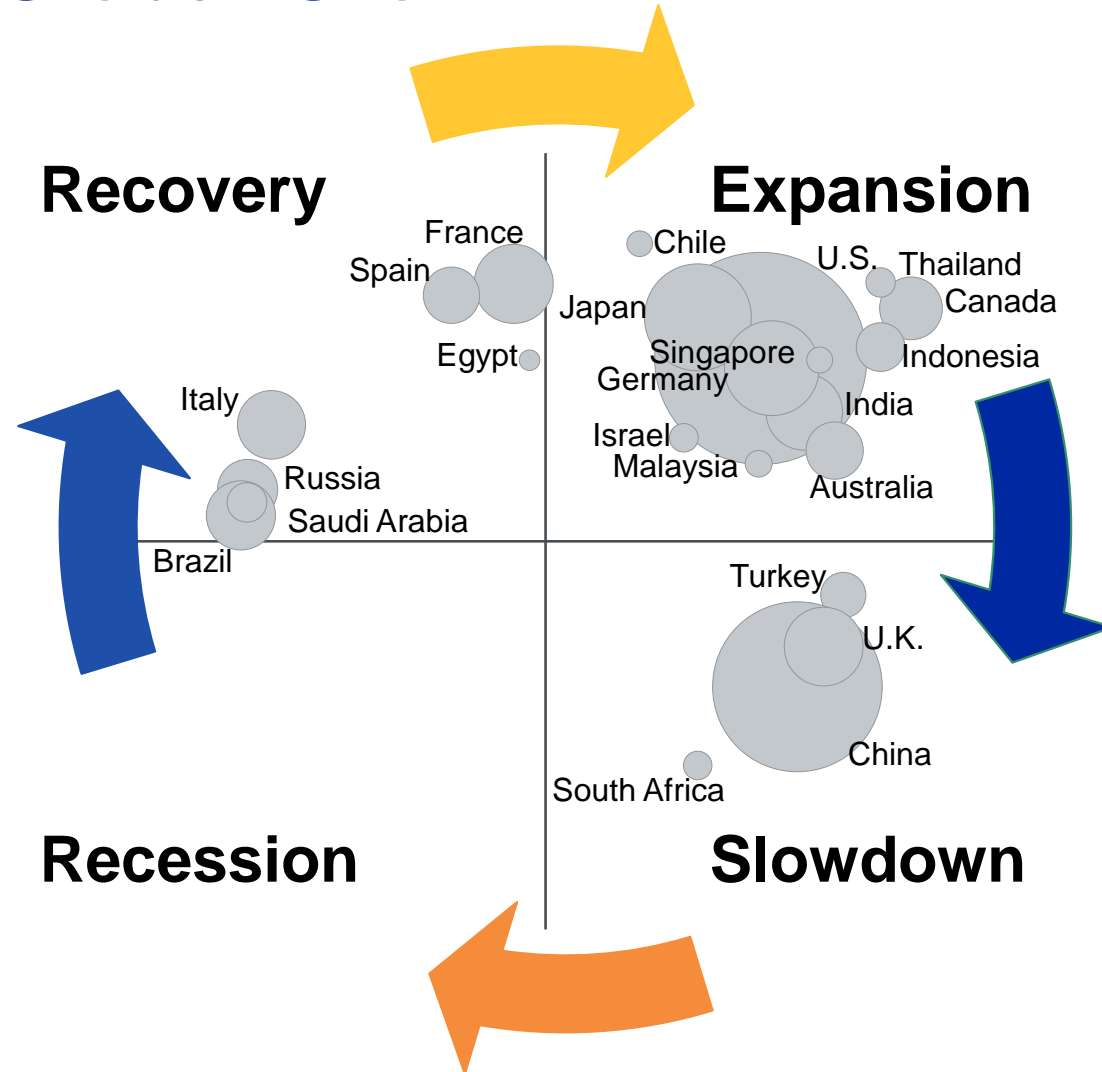 Recovery
Expansion
France
Chile
U.S.
Thailand
Spain
Canada
Japan
Egypt
Singapore
Indonesia
Germany
Italy
India
Israel
Malaysia
Russia
Australia
Saudi Arabia
Brazil
Turkey
U.K.
China
South Africa
Recession
Slowdown